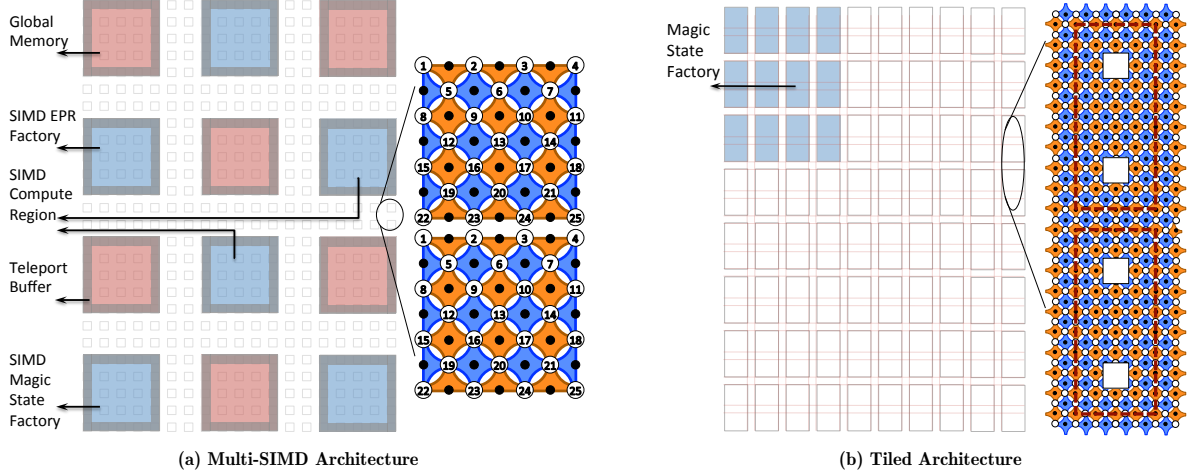 Global
Memory
SIMD EPR
Factory
SIMD
Compute
Region
Teleport
Buffer
SIMD
Magic
State
Factory
1 2 3 4
5 6 7
8 9 10 11
12 13 14
15 16 17 18
19 20 21
22 23 24 25
1 2 3 4
5 6 7
8 9 10 11
12 13 14
15 16 17 18
19 20 21
22 23 24 25
(a) Multi-SIMD Architecture
Magic
State
Factory
(b) Tiled Architecture